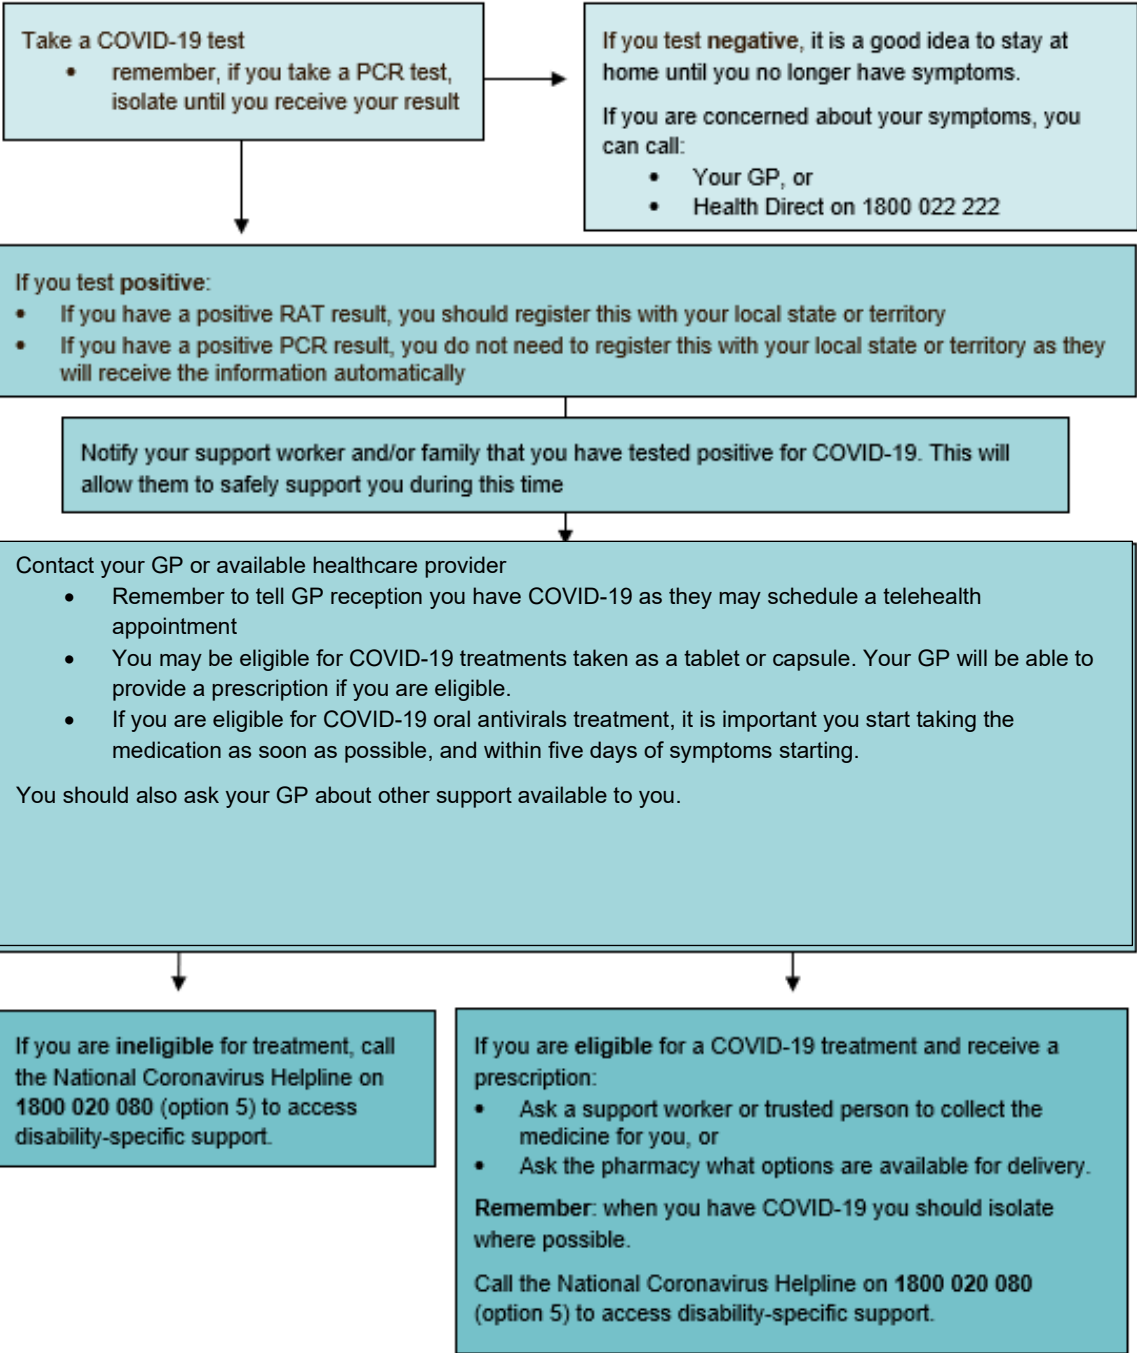 Take a COVID-19 test
• remember, if you take a PCR test,
isolate until you receive your result
If you test negative, it is a good idea to stay at
home until you no longer have symptoms.
If you are concerned about your symptoms, you
can call:
• Your GP, or
• Health Direct on 1800 022 222
If you test positive:
• If you have a positive RAT result, you should register this with your local state or territory
• If you have a positive PCR result, you do not need to register this with your local state or territory as they
will receive the information automatically
Notify your support worker and/or family that you have tested positive for COVID-19. This will
allow them to safely support you during this time
Contact your GP or available healthcare provider
• Remember to tell GP reception you have COVID-19 as they may schedule a telehealth
appointment
• You may be eligible for COVID-19 treatments taken as a tablet or capsule. Your GP will be able to
provide a prescription if you are eligible.
• If you are eligible for COVID-19 oral antivirals treatment, it is important you start taking the
medication as soon as possible, and within five days of symptoms starting.
You should also ask your GP about other support available to you.
If you are ineligible for treatment, call
the National Coronavirus Helpline on
1800 020 080 (option 5) to access
disability-specific support.
If you are eligible for a COVID-19 treatment and receive a
prescription:
• Ask a support worker or trusted person to collect the
medicine for you, or
• Ask the pharmacy what options are available for delivery.
Remember: when you have COVID-19 you should isolate
where possible.
Call the National Coronavirus Helpline on 1800 020 080
(option 5) to access disability-specific support.